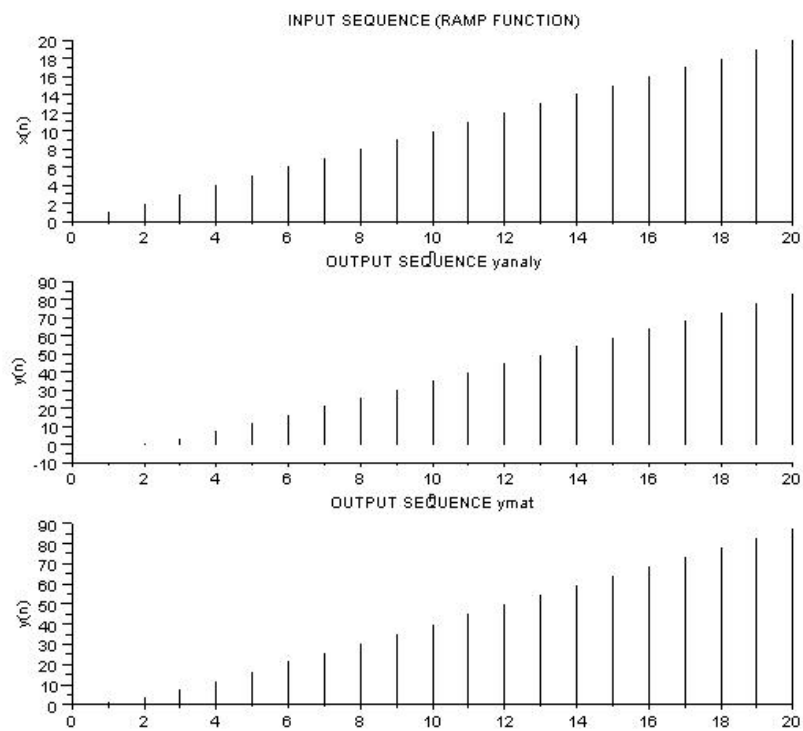 INPUT SEQUENCE (RAMP FUNCTION)
20
18
16
14
12
10
8
6
4
2
0
x(n)
0 2 4 6 8 10 12 14 16 18 20
n
OUTPUT SEQUENCE yanaly
90
80
70
60
50
40
30
20
10
0
-10
y(n)
0 2 4 6 8 10 12 14 16 18 20
n
OUTPUT SEQUENCE ymat
90
80
70
60
50
40
30
20
10
0
y(n)
0 2 4 6 8 10 12 14 16 18 20